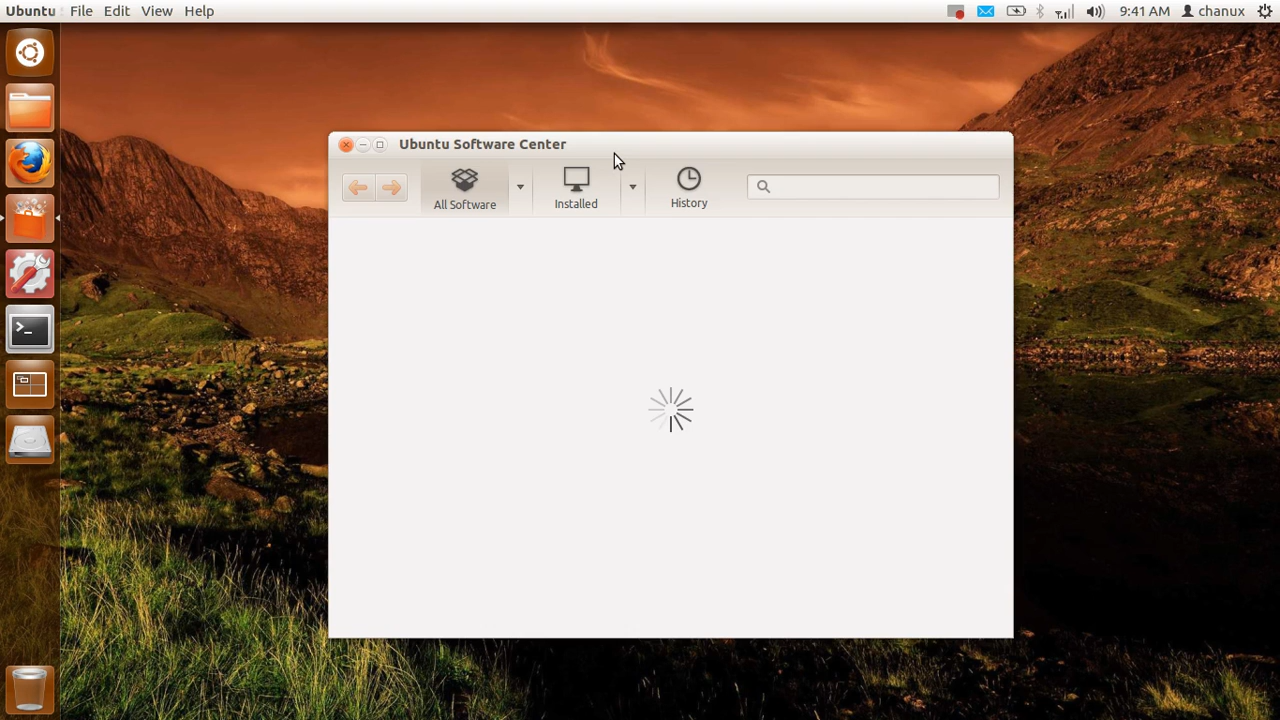 Ubuntu File Edit View Help 9:41 AM chanux
Ubuntu Software Center
All Software Installed History
>_